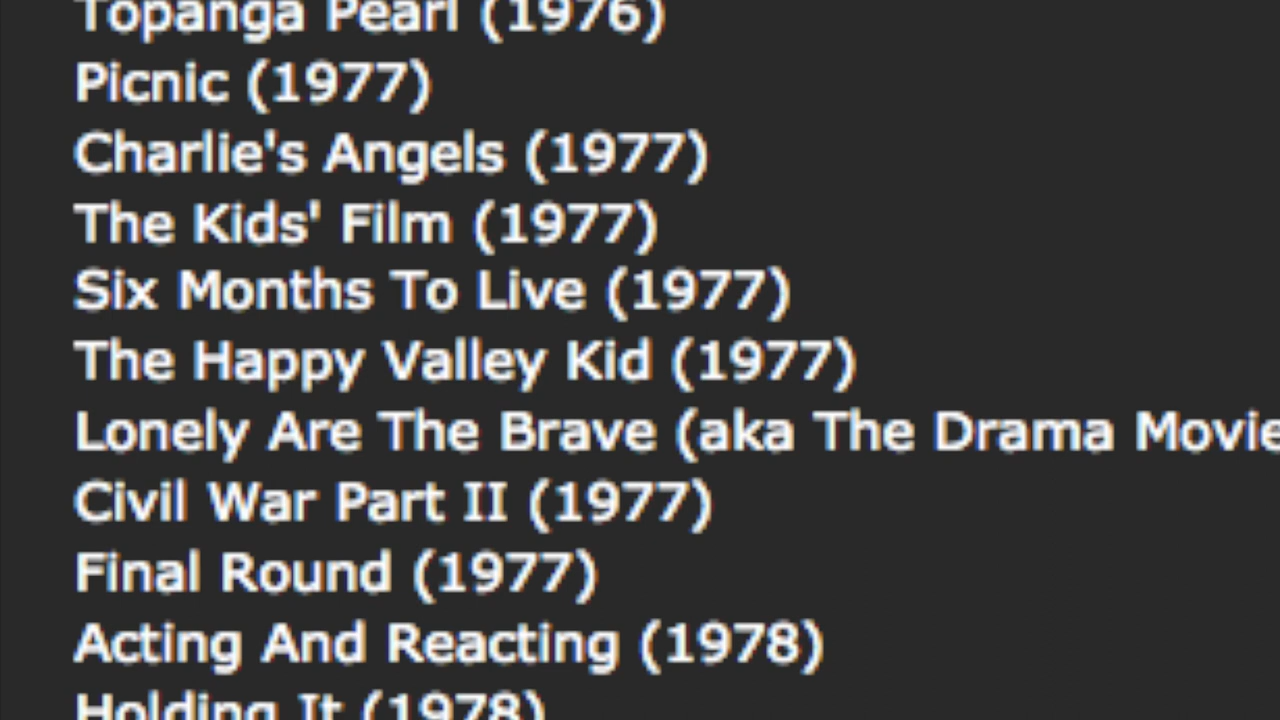 Topanga Pearl (1976)
Picnic (1977)
Charlie's Angels (1977)
The Kids' Film (1977)
Six Months To Live (1977)
The Happy Valley Kid (1977)
Lonely Are The Brave (aka The Drama Movie
Civil War Part II (1977)
Final Round (1977)
Acting And Reacting (1978)
Holding It (1978)